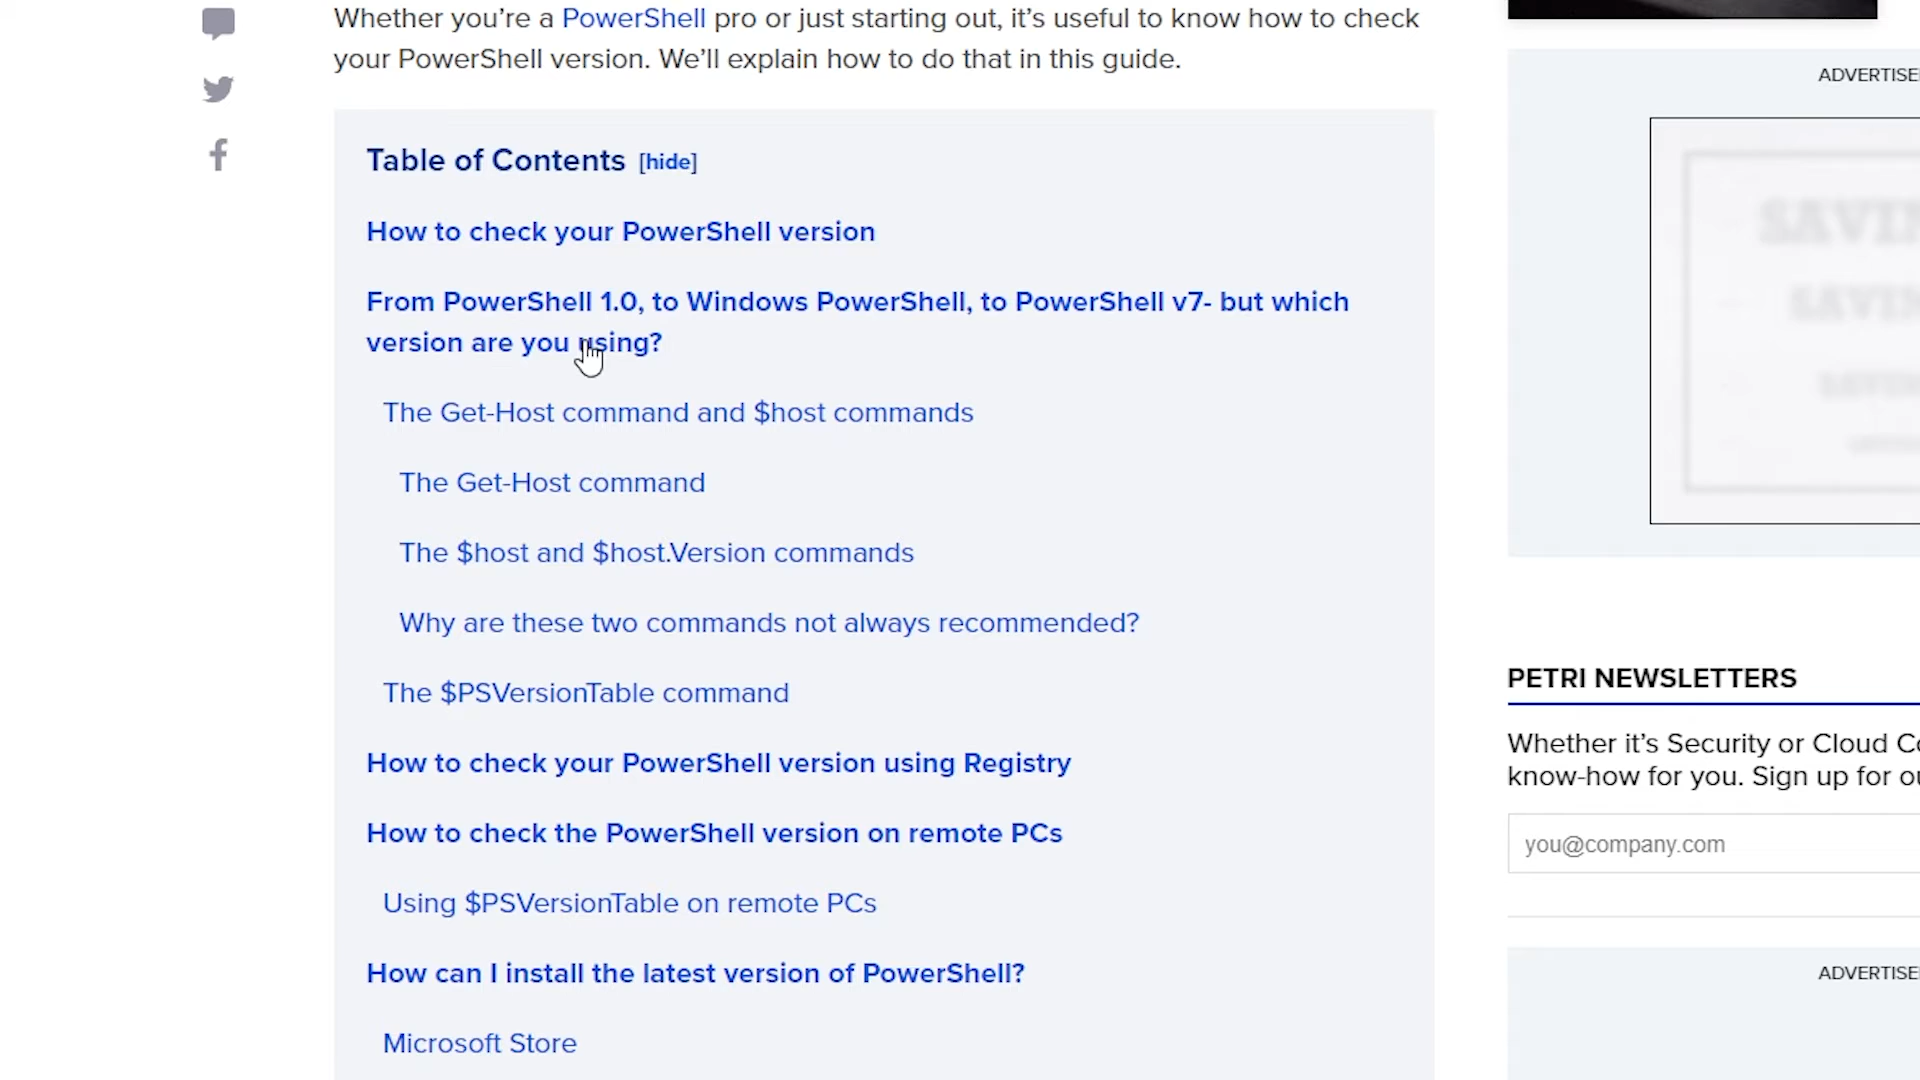 Whether you’re a PowerShell pro or just starting out, it’s useful to know how to check
your PowerShell version. We’ll explain how to do that in this guide.
Table of Contents [hide]
How to check your PowerShell version
From PowerShell 1.0, to Windows PowerShell, to PowerShell v7- but which
version are you using?
The Get-Host command and $host commands
The Get-Host command
The $host and $host.Version commands
Why are these two commands not always recommended?
The $PSVersionTable command
How to check your PowerShell version using Registry
How to check the PowerShell version on remote PCs
Using $PSVersionTable on remote PCs
How can I install the latest version of PowerShell?
Microsoft Store
ADVERTISE
SAVIN
SAVIN
PETRI NEWSLETTERS
Whether it’s Security or Cloud Co
know-how for you. Sign up for ou
you@company.com
ADVERTISE